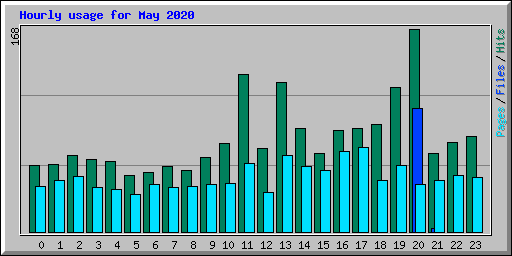 Hourly usage for May 2020
168
Pages/Files/Hits
0 1 2 3 4 5 6 7 8 9 10 11 12 13 14 15 16 17 18 19 20 21 22 23